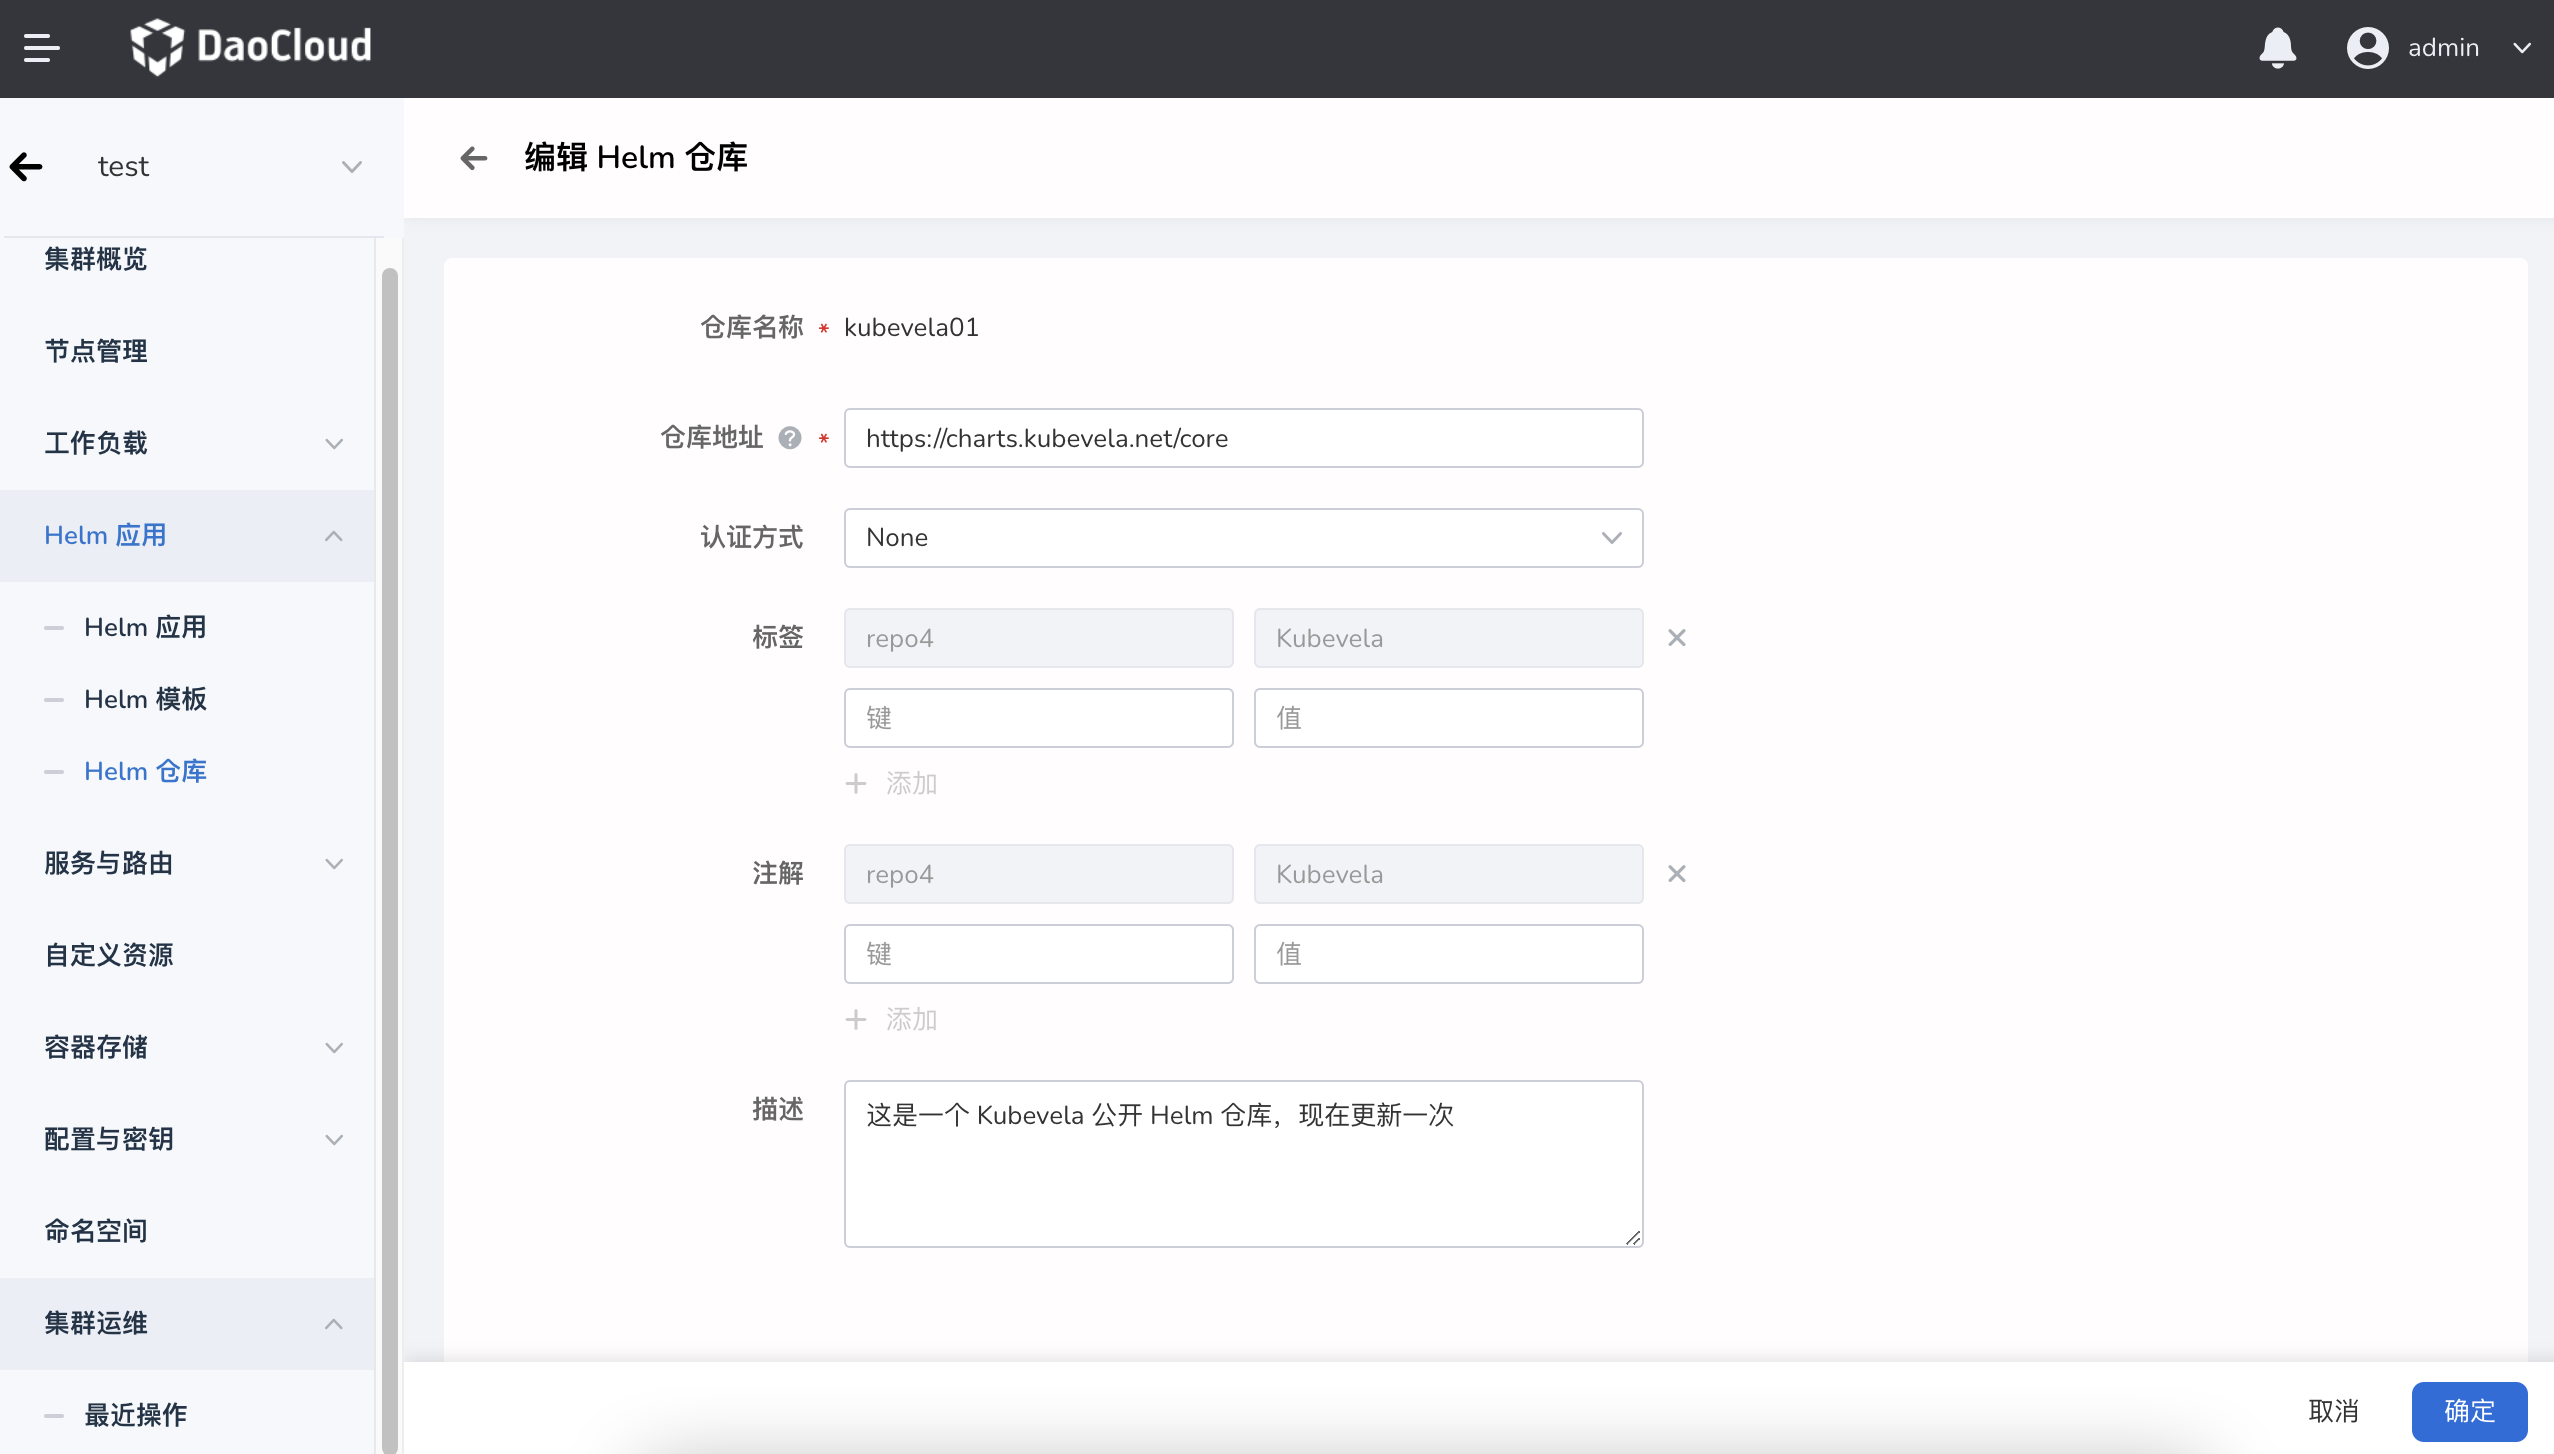 DaoCloud
admin
test
集群概览
节点管理
工作负载
Helm 应用
Helm 应用
Helm 模板
Helm 仓库
服务与路由
自定义资源
容器存储
配置与密钥
命名空间
集群运维
最近操作
编辑 Helm 仓库
仓库名称 * kubevela01
仓库地址 ? * https://charts.kubevela.net/core
认证方式 None
标签 repo4 Kubevela
键 值
+ 添加
注解 repo4 Kubevela
键 值
+ 添加
描述 这是一个 Kubevela 公开 Helm 仓库，现在更新一次
取消 确定